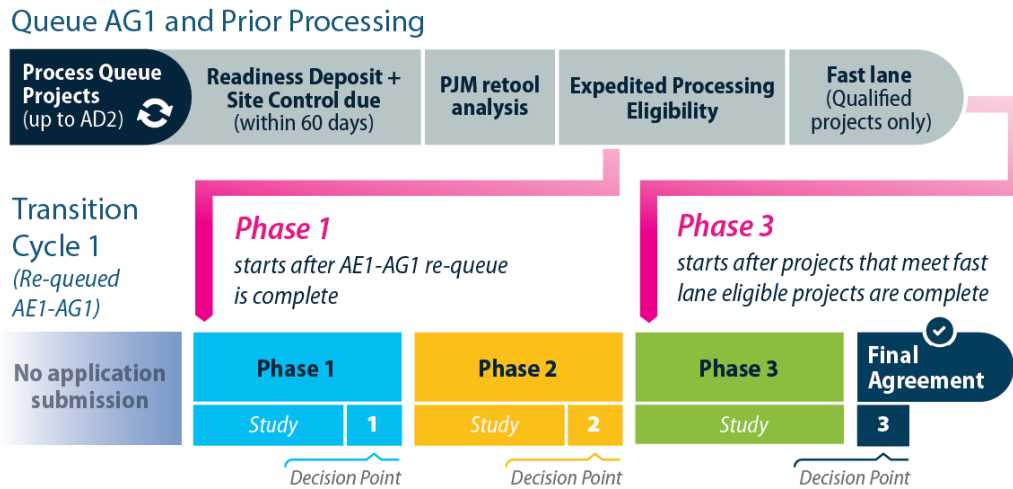 Queue AG1 and Prior Processing
Process Queue
Projects
(up to AD2)
Readiness Deposit +
Site Control due
(within 60 days)
PJM retool
analysis
Expedited Processing
Eligibility
Fast lane
(Qualified
projects only)
Transition
Cycle 1
(Re-queued
AE1-AG1)
Phase 1
starts after AE1-AG1 re-queue
is complete
Phase 3
starts after projects that meet fast
lane eligible projects are complete
No application
submission
Phase 1
Study
1
Decision Point
Phase 2
Study
2
Decision Point
Phase 3
Study
Final
Agreement
3
Decision Point